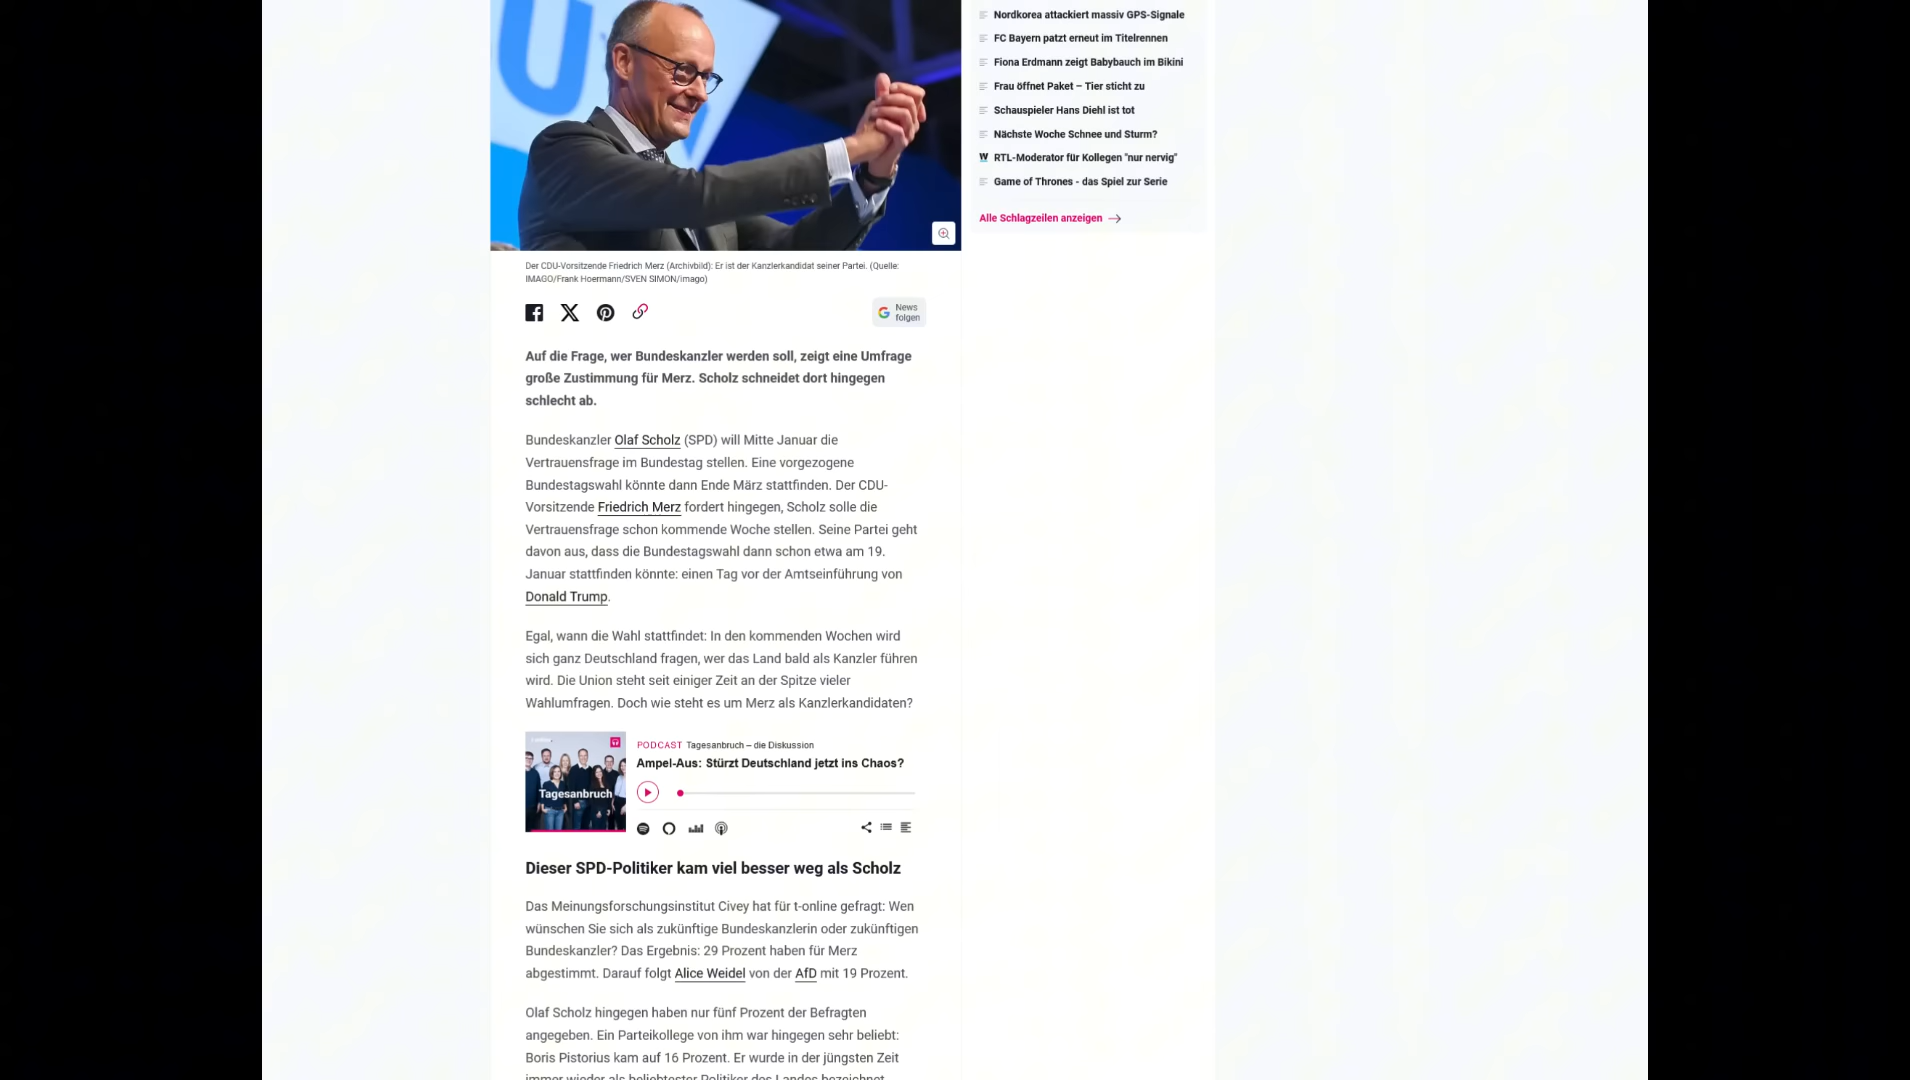 Nordkorea attackiert massiv GPS-Signale
FC Bayern patzt erneut im Titelrennen
Fiona Erdmann zeigt Babybauch im Bikini
Frau öffnet Paket – Tier sticht zu
Schauspieler Hans Diehl ist tot
Nächste Woche Schnee und Sturm?
W RTL-Moderator für Kollegen "nur nervig"
Game of Thrones - das Spiel zur Serie
Alle Schlagzeilen anzeigen
Der CDU-Vorsitzende Friedrich Merz (Archivbild): Er ist der Kanzlerkandidat seiner Partei. (Quelle:
IMAGO/Frank Hoermann/SVEN SIMON/imago)
News
folgen
Auf die Frage, wer Bundeskanzler werden soll, zeigt eine Umfrage
große Zustimmung für Merz. Scholz schneidet dort hingegen
schlecht ab.
Bundeskanzler Olaf Scholz (SPD) will Mitte Januar die
Vertrauensfrage im Bundestag stellen. Eine vorgezogene
Bundestagswahl könnte dann Ende März stattfinden. Der CDU-
Vorsitzende Friedrich Merz fordert hingegen, Scholz solle die
Vertrauensfrage schon kommende Woche stellen. Seine Partei geht
davon aus, dass die Bundestagswahl dann schon etwa am 19.
Januar stattfinden könnte: einen Tag vor der Amtseinführung von
Donald Trump.
Egal, wann die Wahl stattfindet: In den kommenden Wochen wird
sich ganz Deutschland fragen, wer das Land bald als Kanzler führen
wird. Die Union steht seit einiger Zeit an der Spitze vieler
Wahlumfragen. Doch wie steht es um Merz als Kanzlerkandidaten?
Tagesanbruch
PODCAST Tagesanbruch – die Diskussion
Ampel-Aus: Stürzt Deutschland jetzt ins Chaos?
Dieser SPD-Politiker kam viel besser weg als Scholz
Das Meinungsforschungsinstitut Civey hat für t-online gefragt: Wen
wünschen Sie sich als zukünftige Bundeskanzlerin oder zukünftigen
Bundeskanzler? Das Ergebnis: 29 Prozent haben für Merz
abgestimmt. Darauf folgt Alice Weidel von der AfD mit 19 Prozent.
Olaf Scholz hingegen haben nur fünf Prozent der Befragten
angegeben. Ein Parteikollege von ihm war hingegen sehr beliebt:
Boris Pistorius kam auf 16 Prozent. Er wurde in der jüngsten Zeit
immer wieder als beliebtester Politiker des Landes bezeichnet.